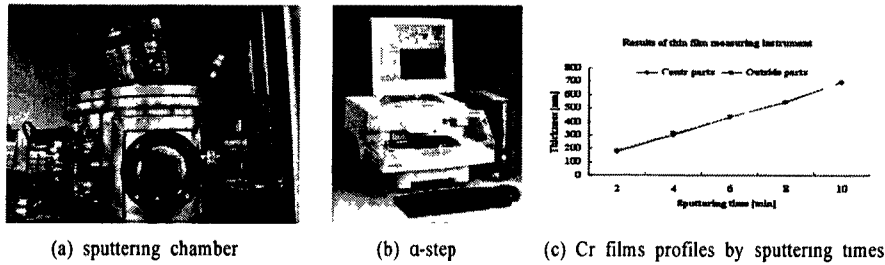 Results of thin film measuring instrument
Centr parts
Outside parts
Thickness [nm]
800
700
600
500
400
300
200
100
0
2 4 6 8 10
Sputtering time [min]
(a) sputtering chamber
(b) α-step
(c) Cr films profiles by sputtering times